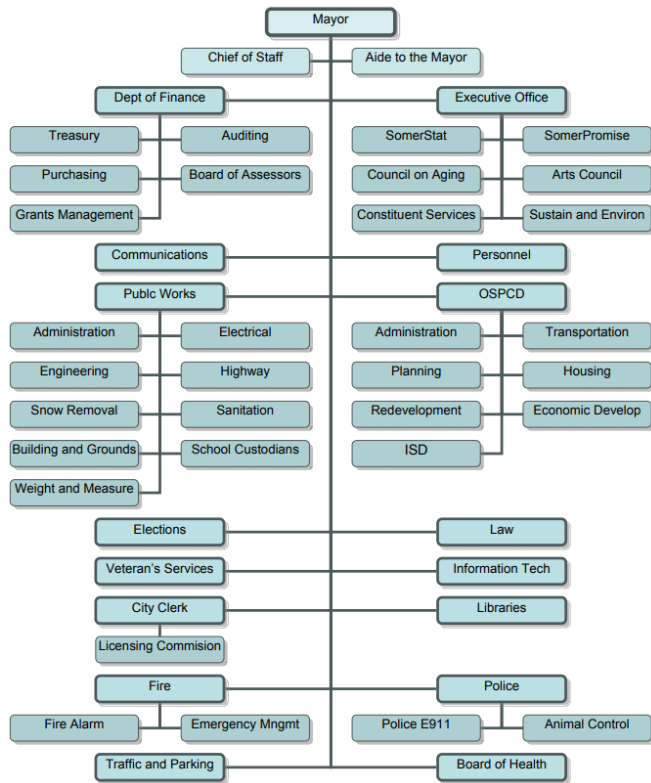 Mayor
Chief of Staff
Aide to the Mayor
Dept of Finance
Executive Office
Treasury
Auditing
SomerStat
SomerPromise
Purchasing
Board of Assessors
Council on Aging
Arts Council
Grants Management
Constituent Services
Sustain and Environ
Communications
Personnel
Publc Works
OSPCD
Administration
Electrical
Administration
Transportation
Engineering
Highway
Planning
Housing
Snow Removal
Sanitation
Redevelopment
Economic Develop
Building and Grounds
School Custodians
ISD
Weight and Measure
Elections
Law
Veteran's Services
Information Tech
City Clerk
Libraries
Licensing Commision
Fire
Police
Fire Alarm
Emergency Mngmt
Police E911
Animal Control
Traffic and Parking
Board of Health